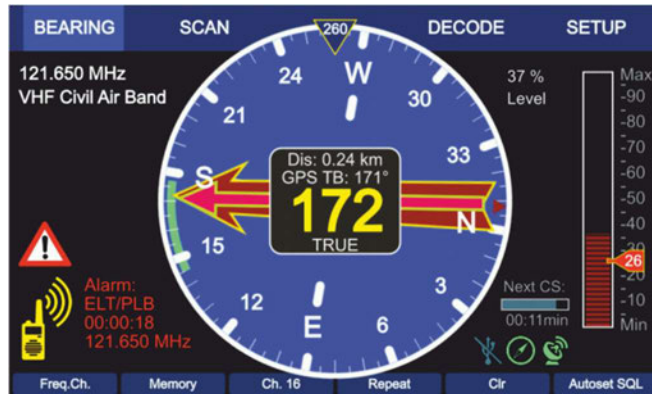 BEARING
SCAN
260
DECODE
SETUP
121.650 MHz
VHF Civil Air Band
37 %
Level
Max
-90
-80
-70
-60
-50
-40
-30
-20
-10
Min
26
W
24
30
21
33
S
N
15
3
12
6
E
Dis: 0.24 km
GPS TB: 171°
172
TRUE
Alarm:
ELT/PLB
00:00:18
121.650 MHz
Next CS:
00:11min
Freq.Ch.
Memory
Ch. 16
Repeat
Clr
Autoset SQL